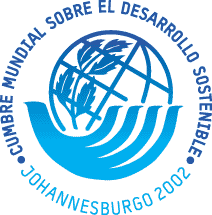 • CUMBRE MUNDIAL SOBRE EL DESARROLLO SOSTENIBLE •
JOHANNESBURGO 2002